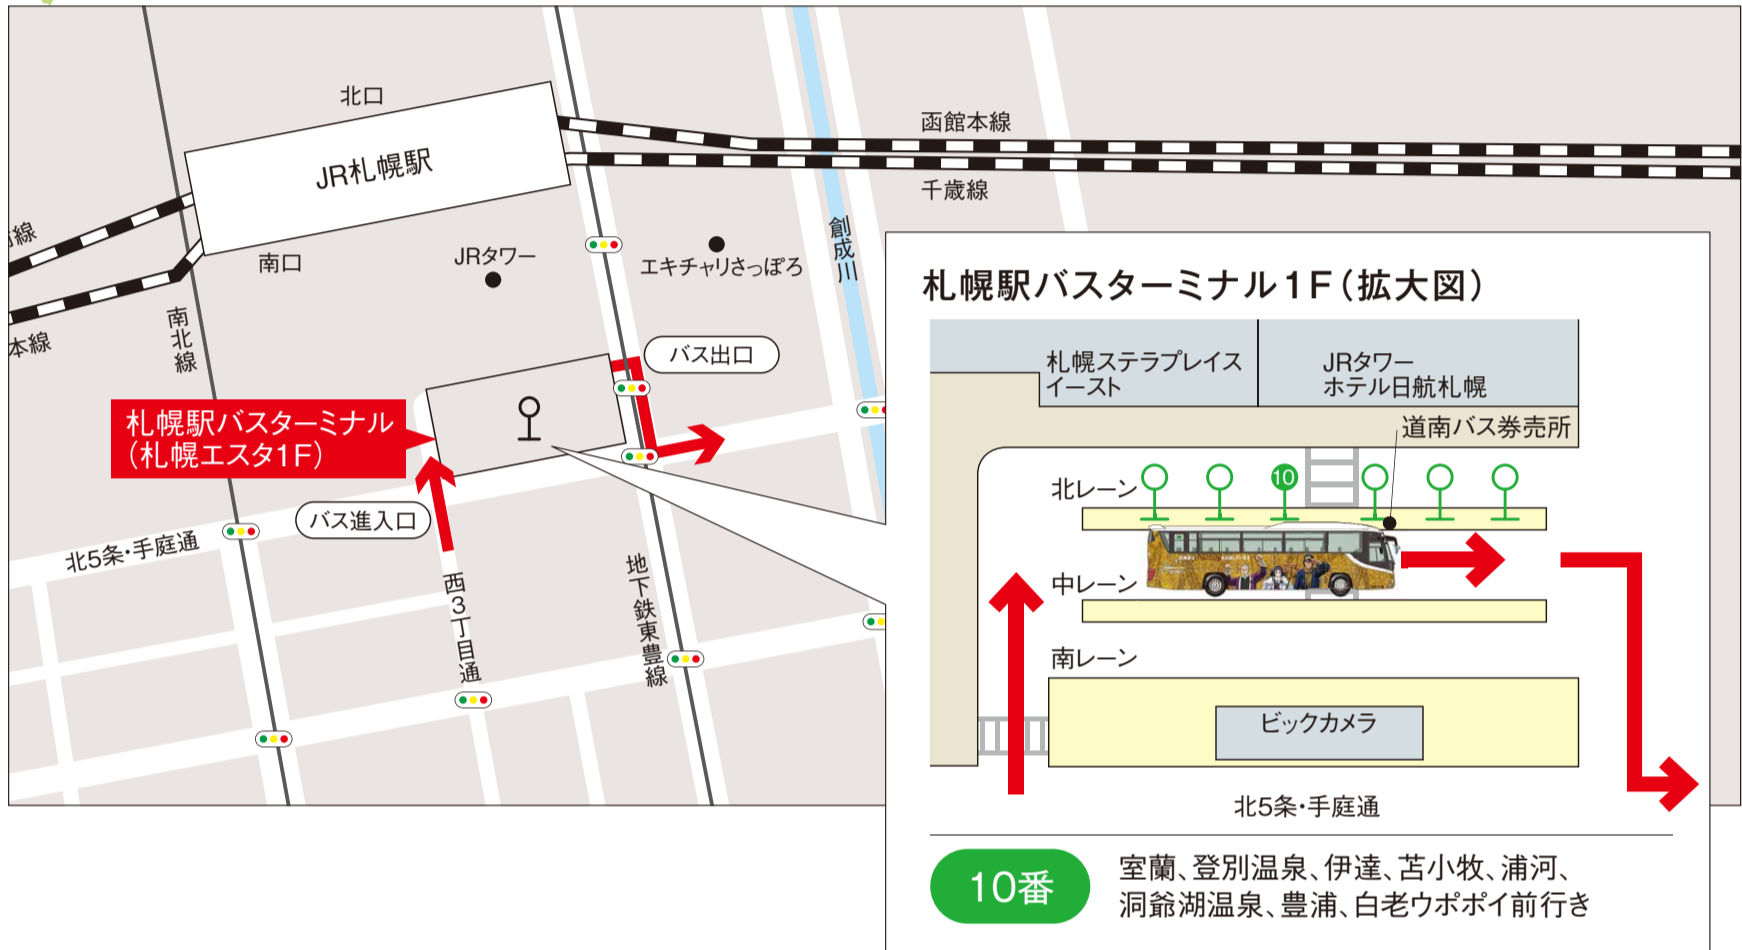 北口
JR札幌駅
函館本線
千歳線
線
南口
JRタワー
エキチャリさっぽろ
創成川
本線
南北線
バス出口
札幌駅バスターミナル
（札幌エスタ1F）
バス進入口
北5条・手庭通
西3丁目通
地下鉄東豊線
札幌駅バスターミナル1F（拡大図）
札幌ステラプレイス
イースト
JRタワー
ホテル日航札幌
道南バス券売所
北レーン
10
中レーン
南レーン
ビックカメラ
北5条・手庭通
10番
室蘭、登別温泉、伊達、苫小牧、浦河、
洞爺湖温泉、豊浦、白老ウポポイ前行き